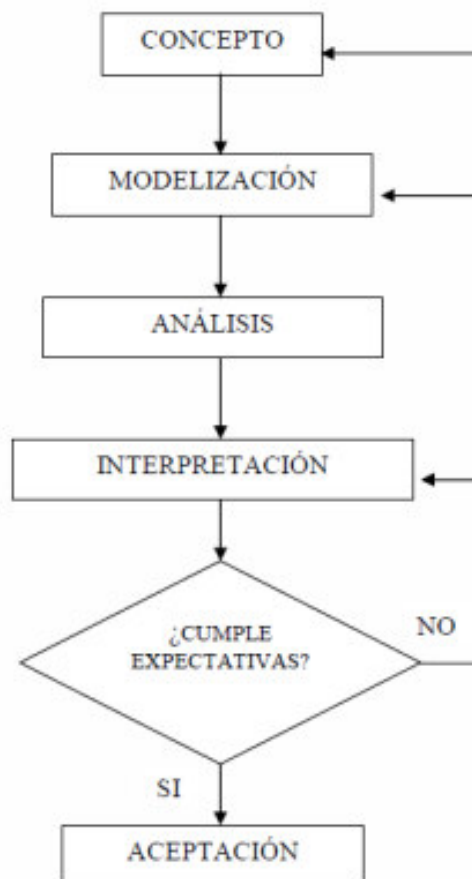 CONCEPTO
MODELIZACIÓN
ANÁLISIS
INTERPRETACIÓN
¿CUMPLE
EXPECTATIVAS?
NO
SI
ACEPTACIÓN